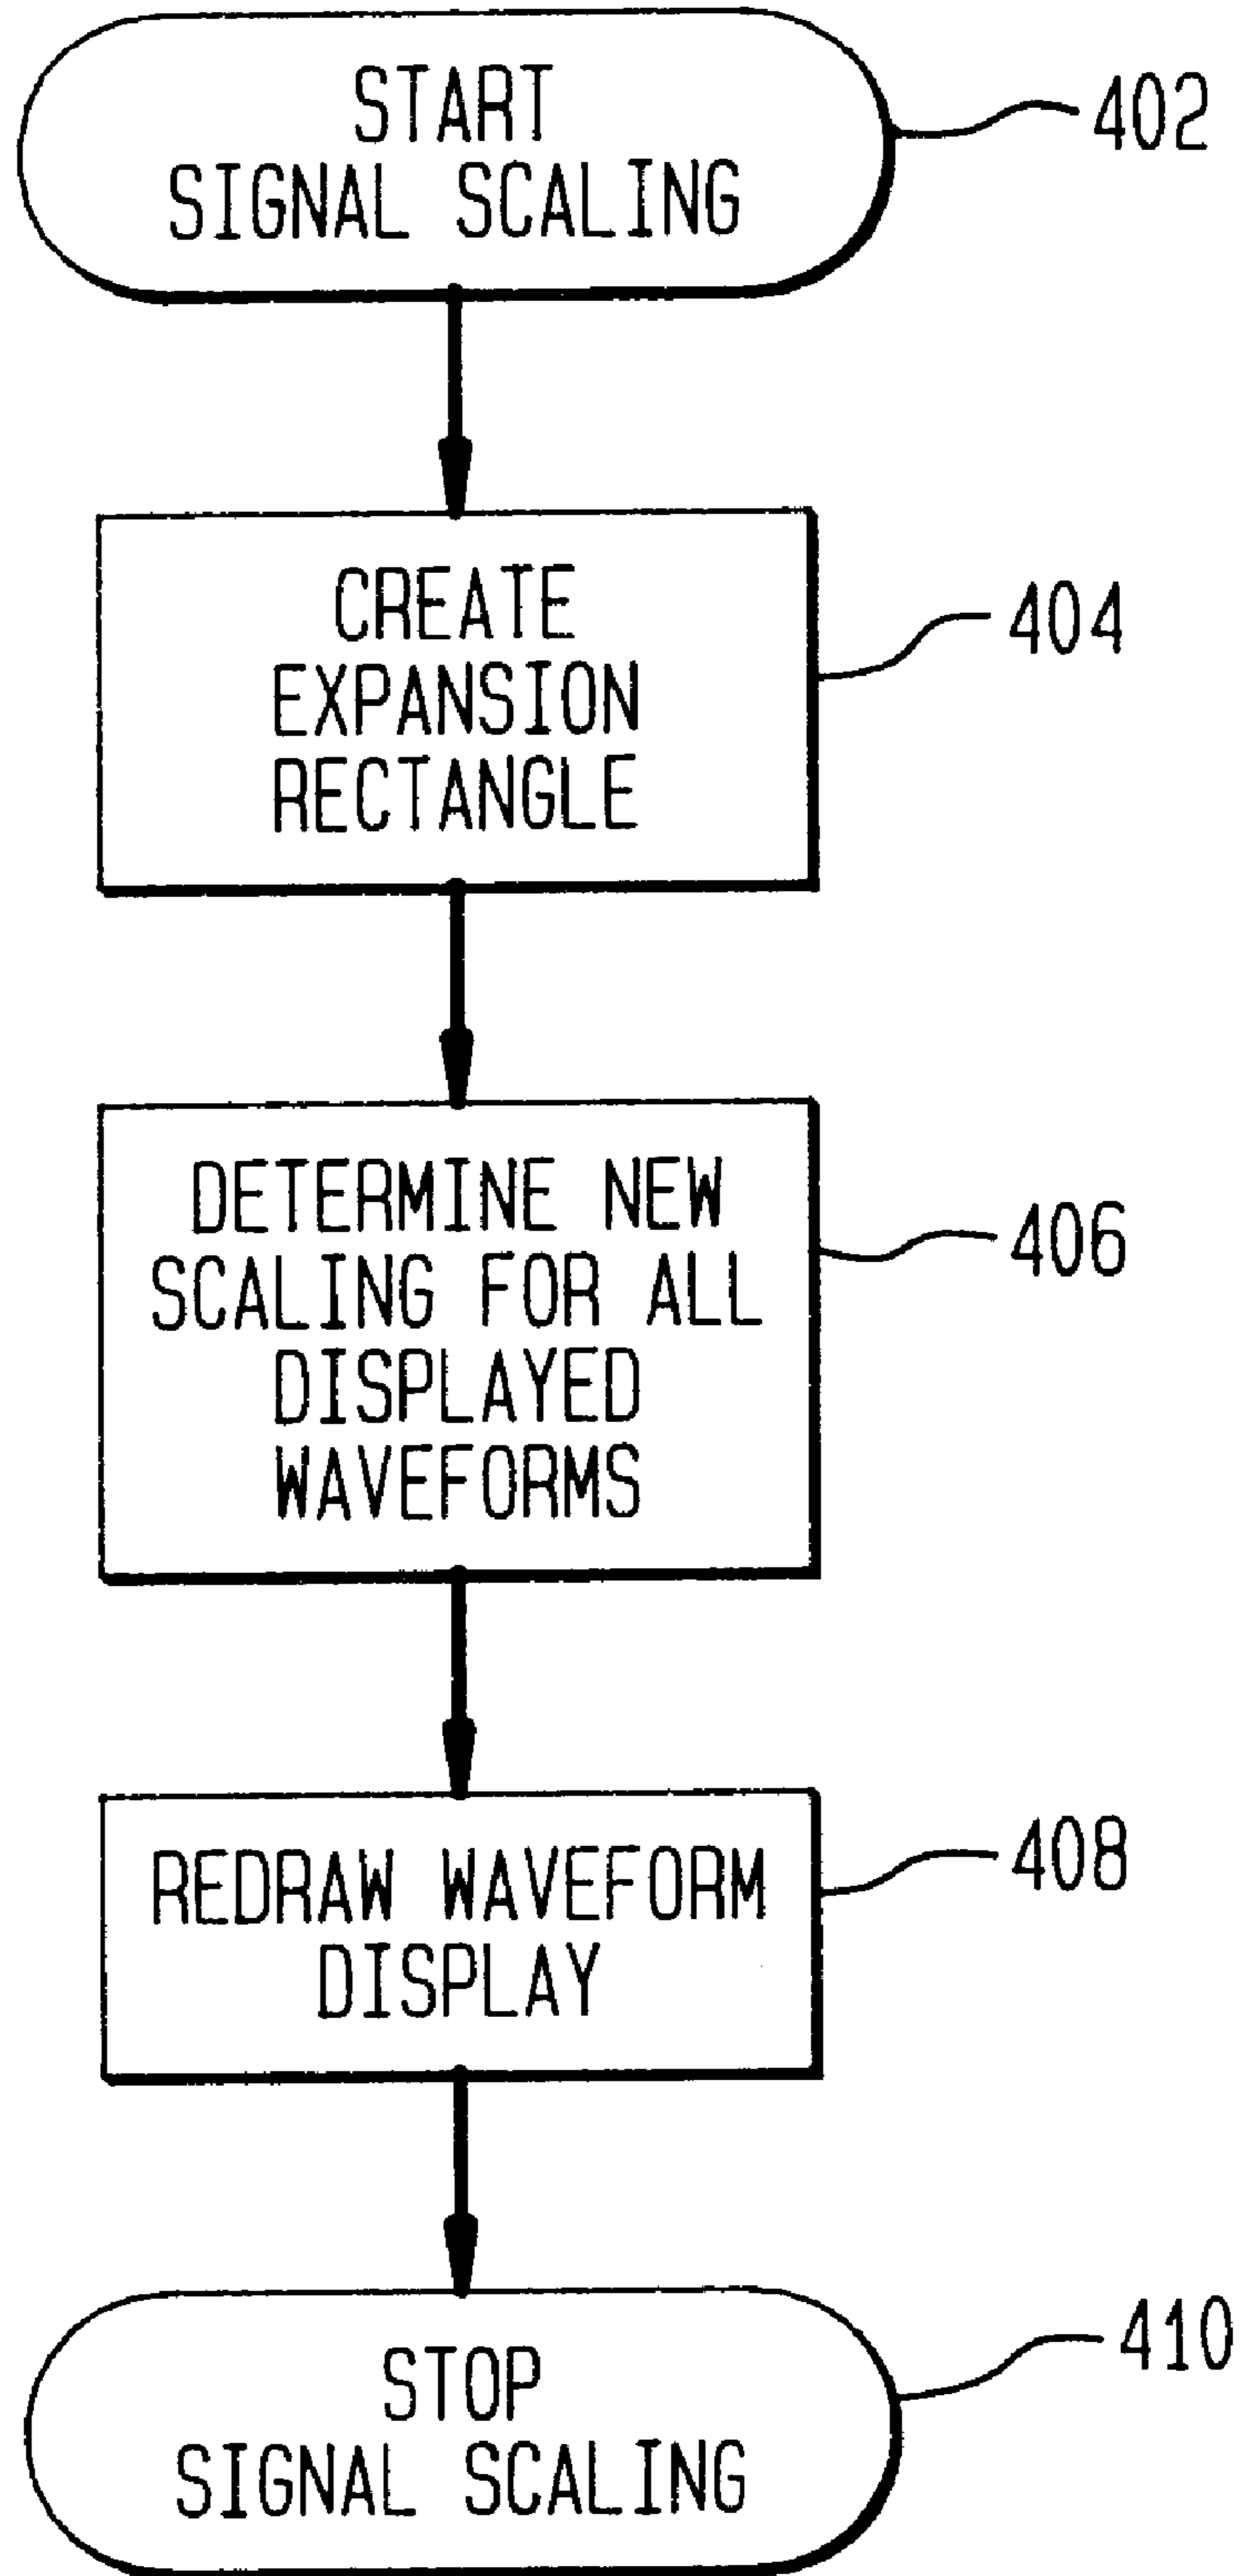 START
SIGNAL SCALING
402
CREATE
EXPANSION
RECTANGLE
404
DETERMINE NEW
SCALING FOR ALL
DISPLAYED
WAVEFORMS
406
REDRAW WAVEFORM
DISPLAY
408
STOP
SIGNAL SCALING
410